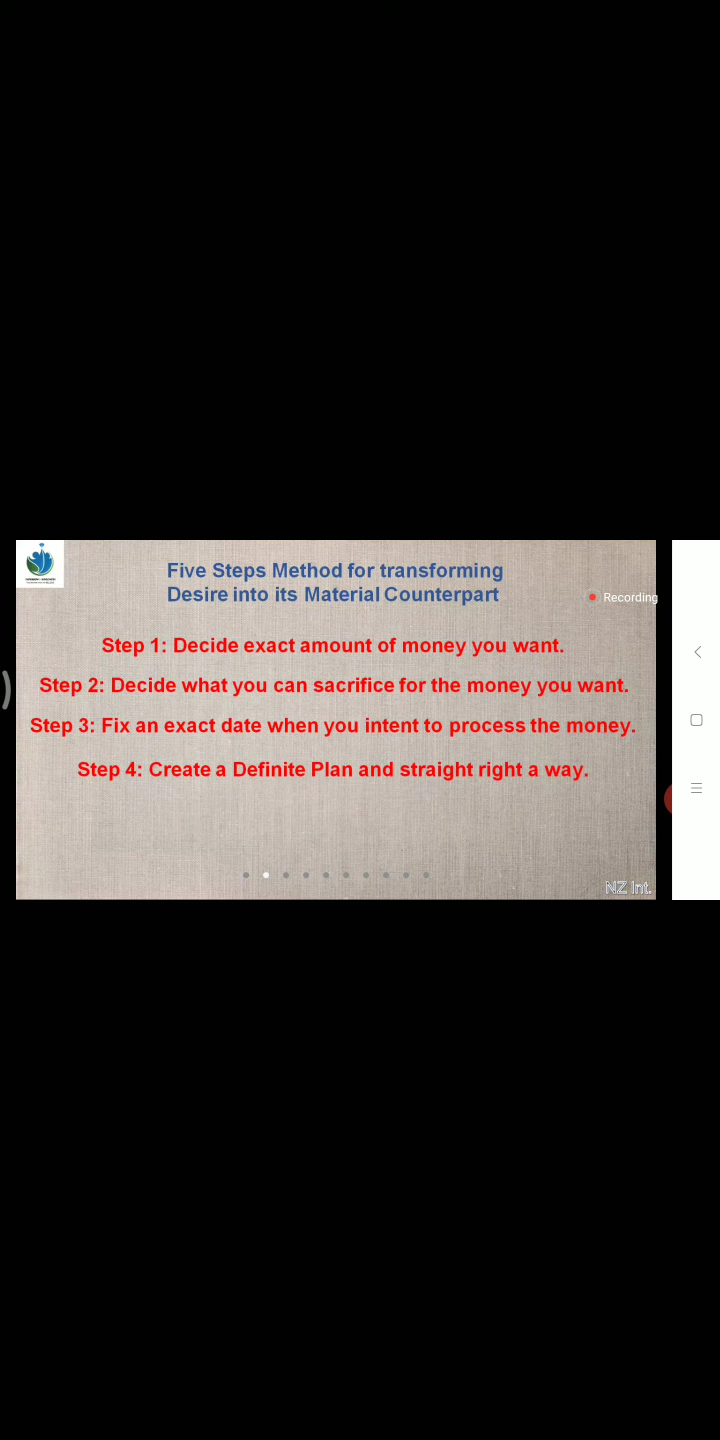 Five Steps Method for transforming
Desire into its Material Counterpart
Recording
Step 1: Decide exact amount of money you want.
Step 2: Decide what you can sacrifice for the money you want.
Step 3: Fix an exact date when you intent to process the money.
Step 4: Create a Definite Plan and straight right a way.
NZ Int.